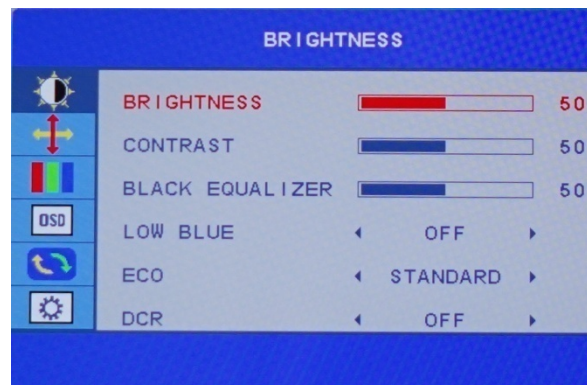 BRIGHTNESS
BRIGHTNESS 50
CONTRAST 50
BLACK EQUALIZER 50
OSD
LOW BLUE OFF
ECO STANDARD
DCR OFF